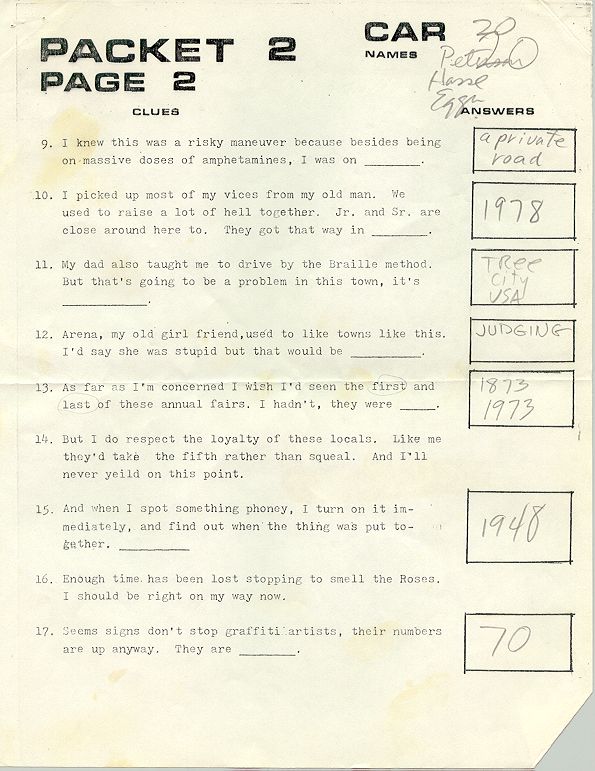 PACKET 2
PAGE 2
CAR 20
NAMES
Hasse
CLUES
ANSWERS
9. I knew this was a risky maneuver because besides being
on massive doses of amphetamines, I was on ________.
a private
road
10. I picked up most of my vices from my old man. We
used to raise a lot of hell together. Jr. and Sr. are
close around here to. They got that way in ________.
1978
11. My dad also taught me to drive by the Braille method.
But that's going to be a problem in this town, it's
____________.
TREE
City
USA
12. Arena, my old girl friend,used to like towns like this.
I'd say she was stupid but that would be __________.
JUDGING
13. As far as I'm concerned I wish I'd seen the first and
last of these annual fairs. I hadn't, they were _____.
1873
1973
14. But I do respect the loyalty of these locals. Like me
they'd take the fifth rather than squeal. And I'll
never yeild on this point.
15. And when I spot something phoney, I turn on it im-
mediately, and find out when the thing was put to-
gether. __________
1948
16. Enough time has been lost stopping to smell the Roses.
I should be right on my way now.
17. Seems signs don't stop graffiti artists, their numbers
are up anyway. They are ________.
70